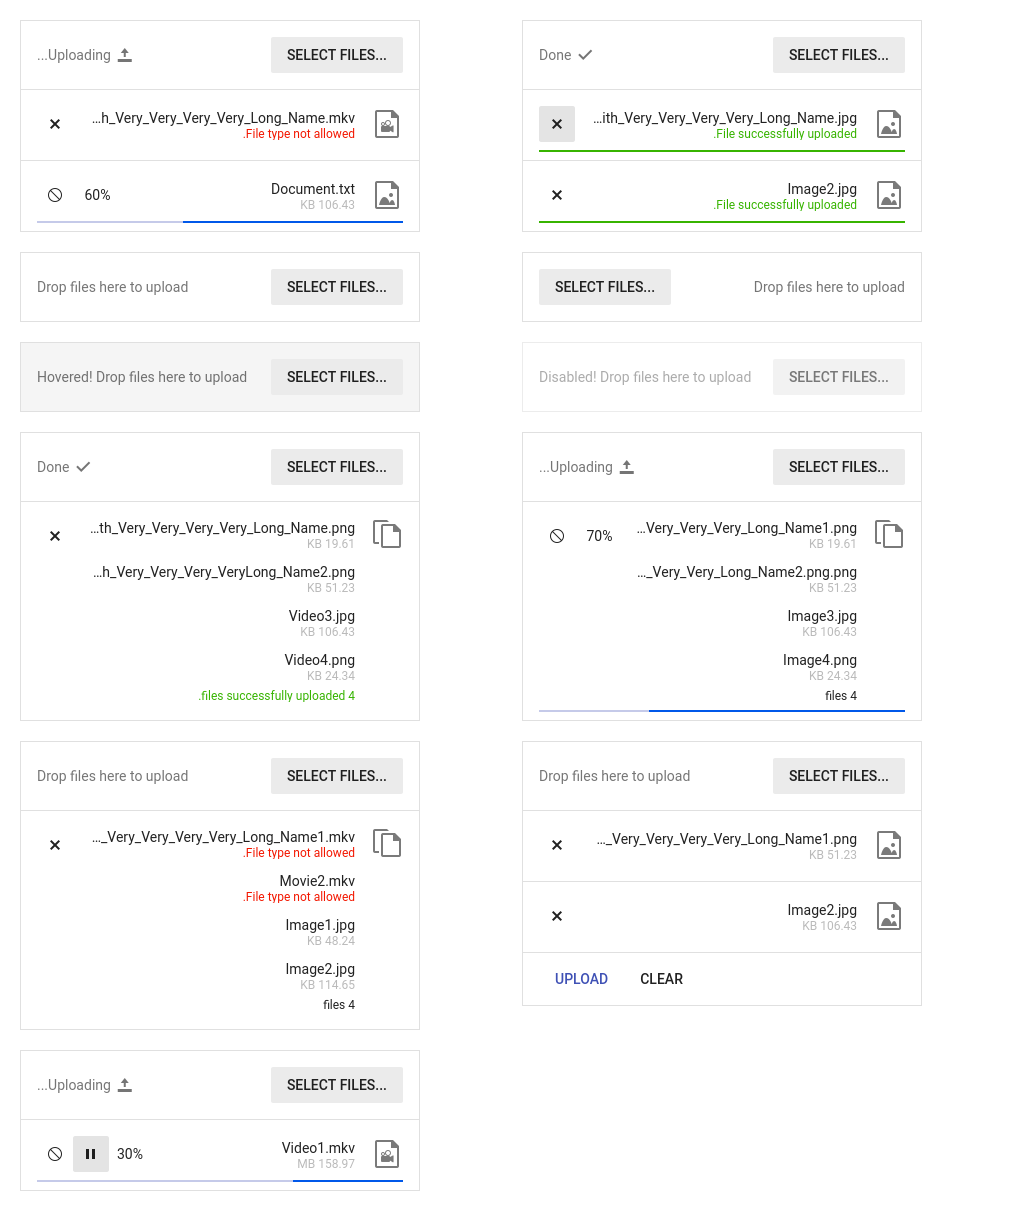 ...Uploading
SELECT FILES...
...h_Very_Very_Very_Very_Long_Name.mkv
.File type not allowed
60%
Document.txt
KB 106.43
Done
SELECT FILES...
...ith_Very_Very_Very_Very_Long_Name.jpg
.File successfully uploaded
Image2.jpg
.File successfully uploaded
Drop files here to upload
SELECT FILES...
SELECT FILES...
Drop files here to upload
Hovered! Drop files here to upload
SELECT FILES...
Disabled! Drop files here to upload
SELECT FILES...
Done
SELECT FILES...
...th_Very_Very_Very_Very_Long_Name.png
KB 19.61
...h_Very_Very_Very_VeryLong_Name2.png
KB 51.23
Video3.jpg
KB 106.43
Video4.png
KB 24.34
.files successfully uploaded 4
...Uploading
SELECT FILES...
70%
...Very_Very_Very_Long_Name1.png
KB 19.61
..._Very_Very_Long_Name2.png.png
KB 51.23
Image3.jpg
KB 106.43
Image4.png
KB 24.34
files 4
Drop files here to upload
SELECT FILES...
..._Very_Very_Very_Very_Long_Name1.mkv
.File type not allowed
Movie2.mkv
.File type not allowed
Image1.jpg
KB 48.24
Image2.jpg
KB 114.65
files 4
Drop files here to upload
SELECT FILES...
..._Very_Very_Very_Very_Long_Name1.png
KB 51.23
Image2.jpg
KB 106.43
UPLOAD
CLEAR
...Uploading
SELECT FILES...
30%
Video1.mkv
MB 158.97